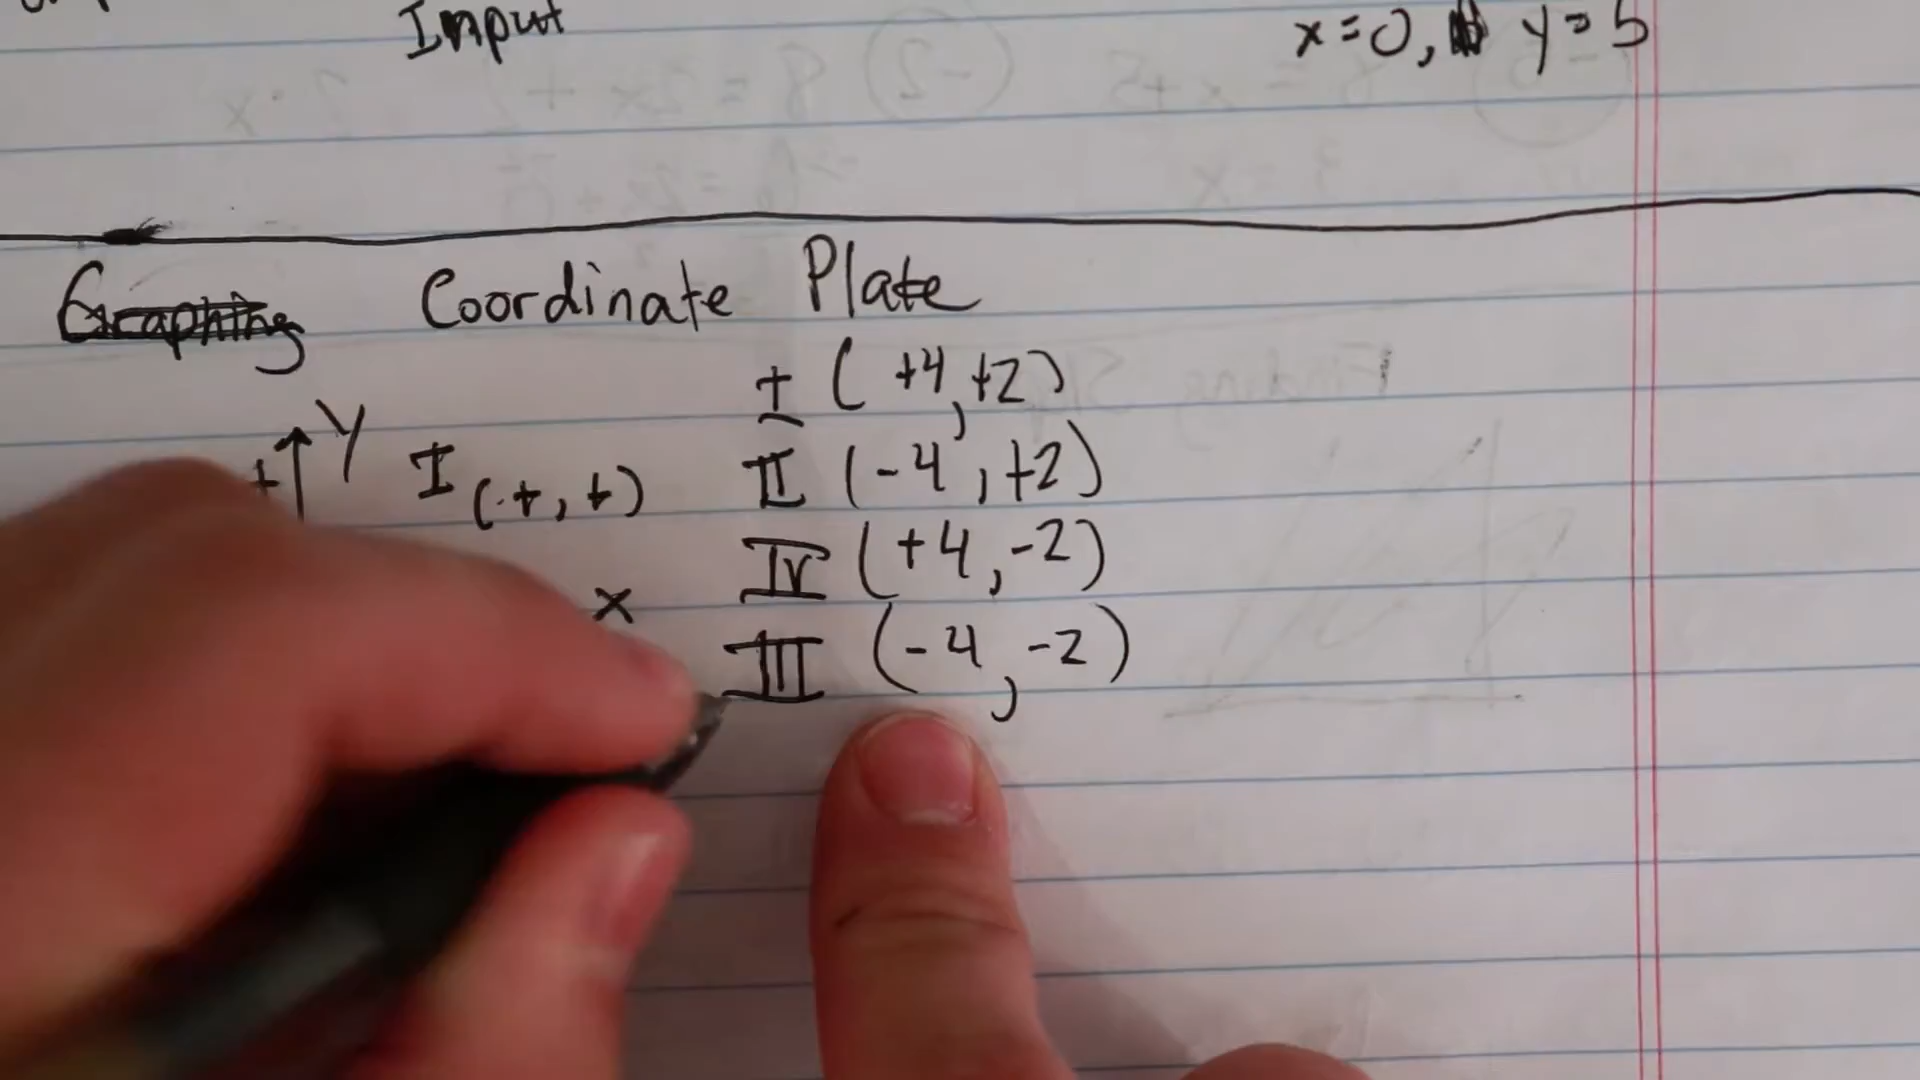 Input
x=0, y=5
Graphing Coordinate Plate
I (+4,+2)
Y I (+,+) II (-4,+2)
IV (+4,-2)
x
III (-4,-2)